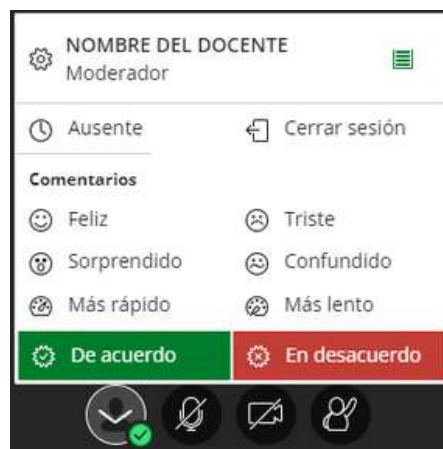 NOMBRE DEL DOCENTE
Moderador
Ausente
Cerrar sesión
Comentarios
Feliz
Triste
Sorprendido
Confundido
Más rápido
Más lento
De acuerdo
En desacuerdo